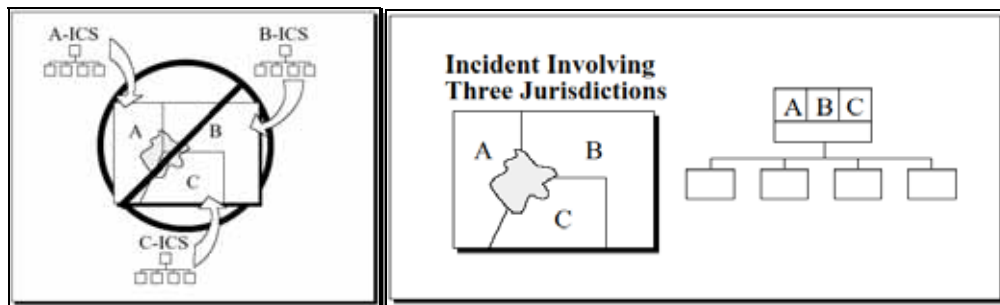 A-ICS
B-ICS
A
B
C
C-ICS
Incident Involving
Three Jurisdictions
A
B
C
A B C